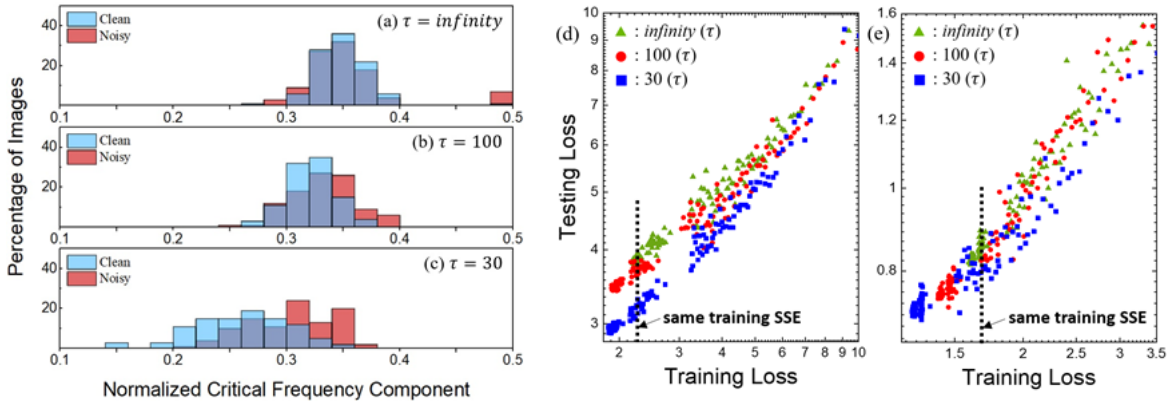 Percentage of Images
40
20
Clean
Noisy
(a) τ = infinity
0.1
0.2
0.3
0.4
0.5
40
20
Clean
Noisy
(b) τ = 100
0.1
0.2
0.3
0.4
0.5
40
20
Clean
Noisy
(c) τ = 30
0.1
0.2
0.3
0.4
0.5
Normalized Critical Frequency Component
Testing Loss
10
9
8
7
6
5
4
3
(d)
: infinity (τ)
: 100 (τ)
: 30 (τ)
same training SSE
2
3
4
5
6
7
8
9
10
Training Loss
1.6
1.4
1.2
1
0.8
(e)
: infinity (τ)
: 100 (τ)
: 30 (τ)
same training SSE
1.5
2
2.5
3
3.5
Training Loss